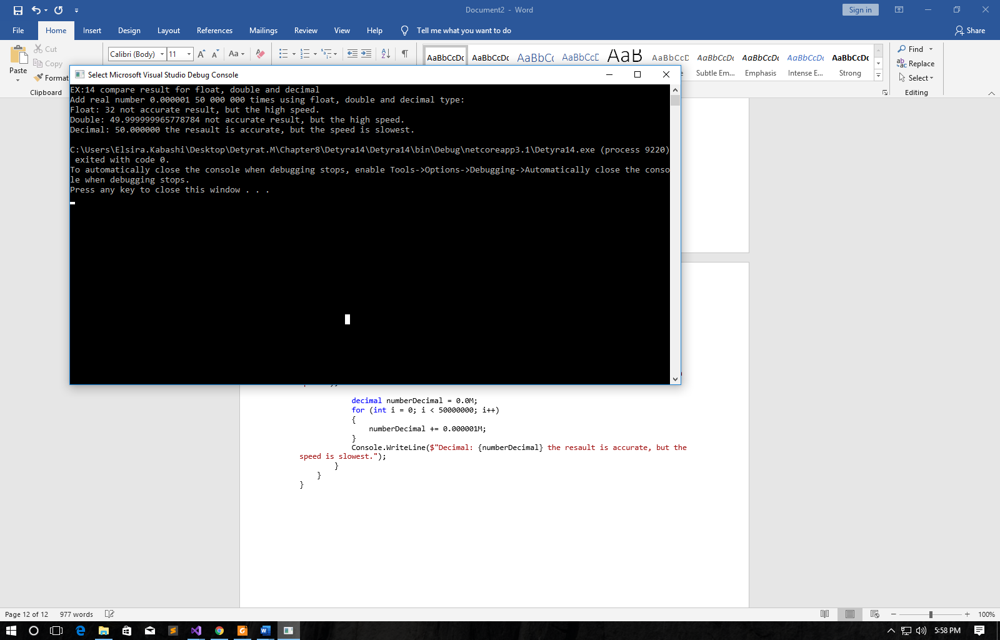 Document2 - Word
Sign in
File Home Insert Design Layout References Mailings Review View Help Tell me what you want to do Share
Cut
Copy
Paste
Format
Clipboard
Calibri (Body) 11 Aa
AaBbCcDc AaBbCcDc AaBbCc AaBbCcD AaB AaBbCcD AaBbCcDc AaBbCcDc AaBbCcDc AaBbCcDc
Subtle Em... Emphasis Intense E... Strong
Find
Replace
Select
Editing
Select Microsoft Visual Studio Debug Console
EX:14 compare result for float, double and decimal
Add real number 0.000001 50 000 000 times using float, double and decimal type:
Float: 32 not accurate result, but the high speed.
Double: 49.999999965778784 not accurate result, but the high speed.
Decimal: 50.000000 the resault is accurate, but the speed is slowest.
C:\Users\Elsira.Kabashi\Desktop\Detyrat.M\Chapter8\Detyra14\Detyra14\bin\Debug\netcoreapp3.1\Detyra14.exe (process 9220)
exited with code 0.
To automatically close the console when debugging stops, enable Tools->Options->Debugging->Automatically close the conso
le when debugging stops.
Press any key to close this window . . .
decimal numberDecimal = 0.0M;
for (int i = 0; i < 50000000; i++)
{
numberDecimal += 0.000001M;
}
Console.WriteLine($"Decimal: {numberDecimal} the resault is accurate, but the
speed is slowest.");
}
}
}
Page 12 of 12 977 words
100%
5:58 PM